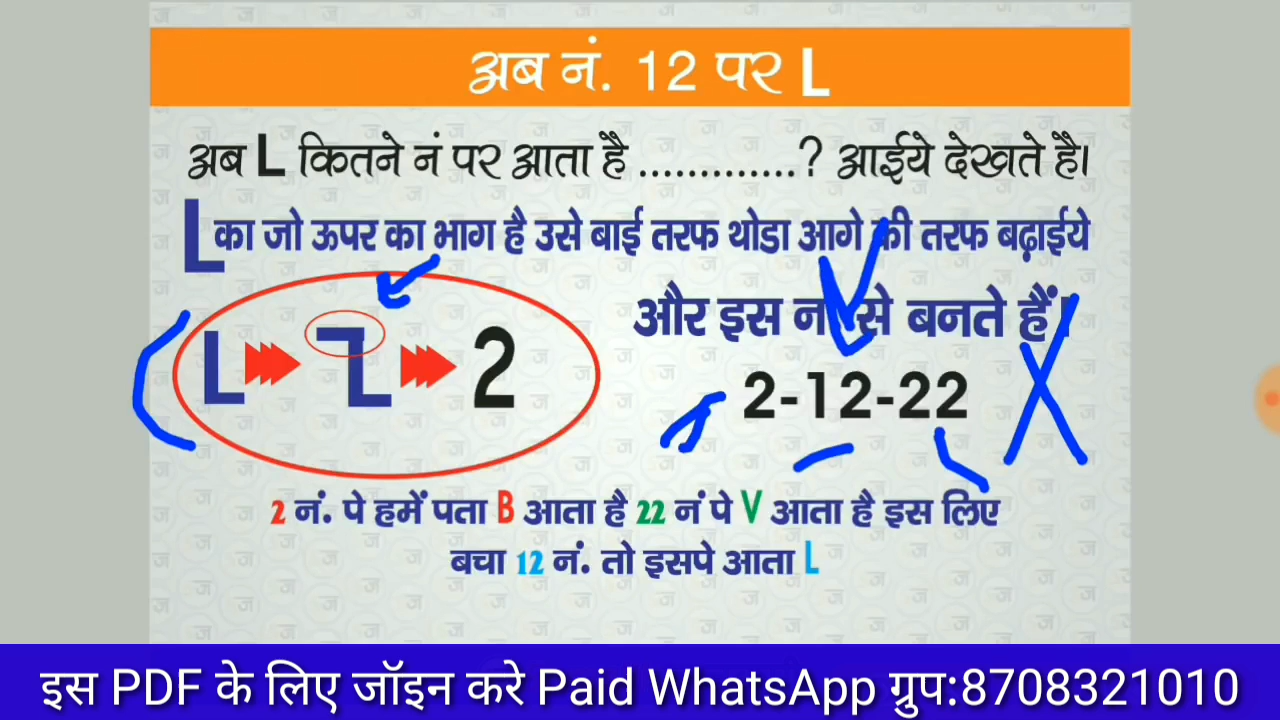 अब नं. 12 पर L
अब L कितने नं पर आता है .............? आईये देखते है।
L का जो ऊपर का भाग है उसे बाई तरफ थोडा आगे की तरफ बढ़ाईये
और इस नं से बनते हैं।
L 2
2-12-22
2 नं. पे हमें पता B आता है 22 नं पे V आता है इस लिए
बचा 12 नं. तो इसपे आता L
इस PDF के लिए जॉइन करे Paid WhatsApp ग्रुप:8708321010